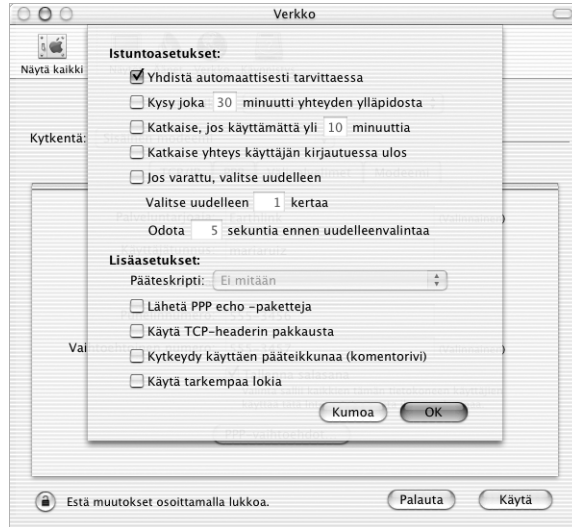 Verkko
Näytä kaikki
Istuntoasetukset:
Yhdistä automaattisesti tarvittaessa
Kysy joka 30 minuutti yhteyden ylläpidosta
Kytkentä:
Katkaise, jos käyttämättä yli 10 minuuttia
Katkaise yhteys käyttäjän kirjautuessa ulos
Jos varattu, valitse uudelleen
Modeemi
Valitse uudelleen 1 kertaa
Odota 5 sekuntia ennen uudelleenvalintaa
Lisäasetukset:
Pääteskripti: Ei mitään
Lähetä PPP echo -paketteja
Käytä TCP-headerin pakkausta
Kytkeydy käyttäen pääteikkunaa (komentorivi)
Käytä tarkempaa lokia
Kumoa OK
Estä muutokset osoittamalla lukkoa.
Palauta Käytä